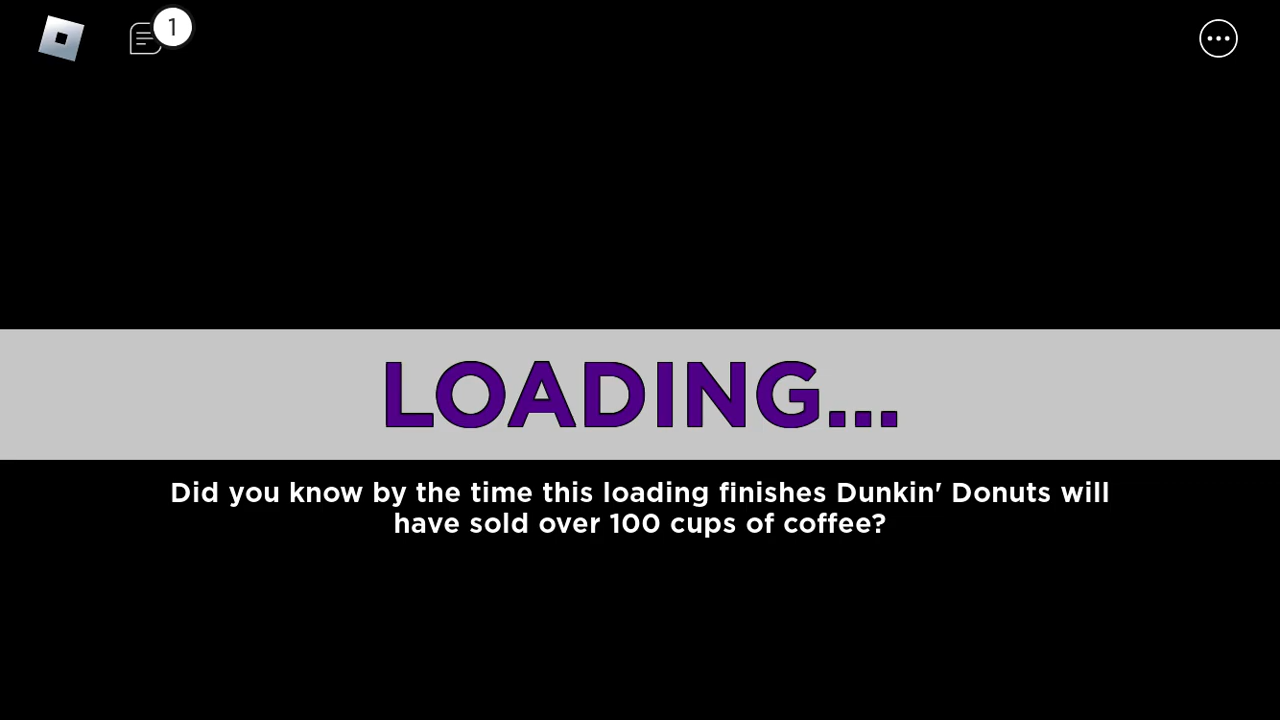 1
LOADING...
Did you know by the time this loading finishes Dunkin' Donuts will
have sold over 100 cups of coffee?